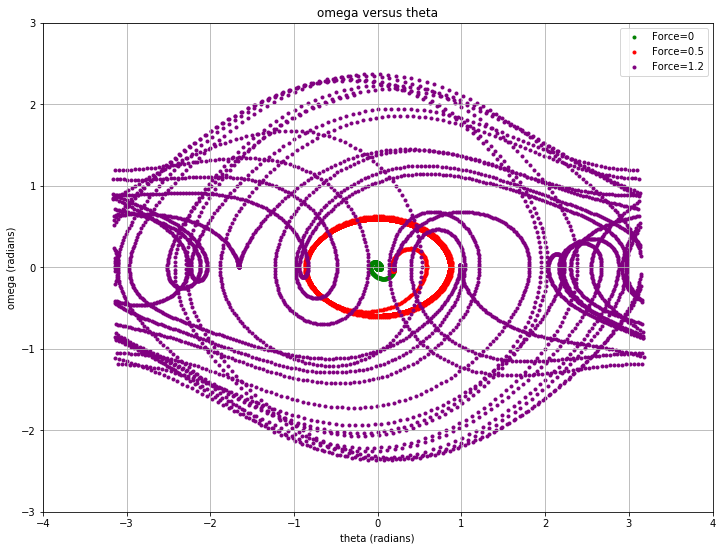 omega versus theta
Force=0
Force=0.5
Force=1.2
3
2
1
0
−1
−2
−3
omega (radians)
−4 −3 −2 −1 0 1 2 3 4
theta (radians)